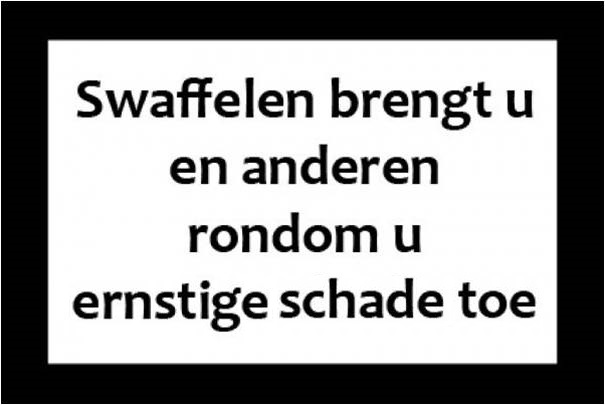 Swaffelen brengt u
en anderen
rondom u
ernstige schade toe